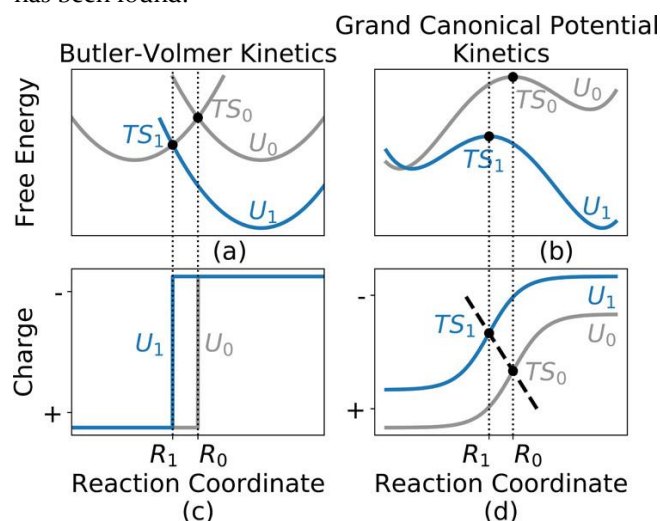 has been found.
Butler-Volmer Kinetics
Grand Canonical Potential
Kinetics
Free Energy
TS₁
TS₀
U₀
U₁
(a)
TS₀
U₀
TS₁
U₁
(b)
Charge
-
+
U₁
U₀
R₁ R₀
Reaction Coordinate
(c)
-
+
TS₁
U₁
U₀
TS₀
R₁ R₀
Reaction Coordinate
(d)